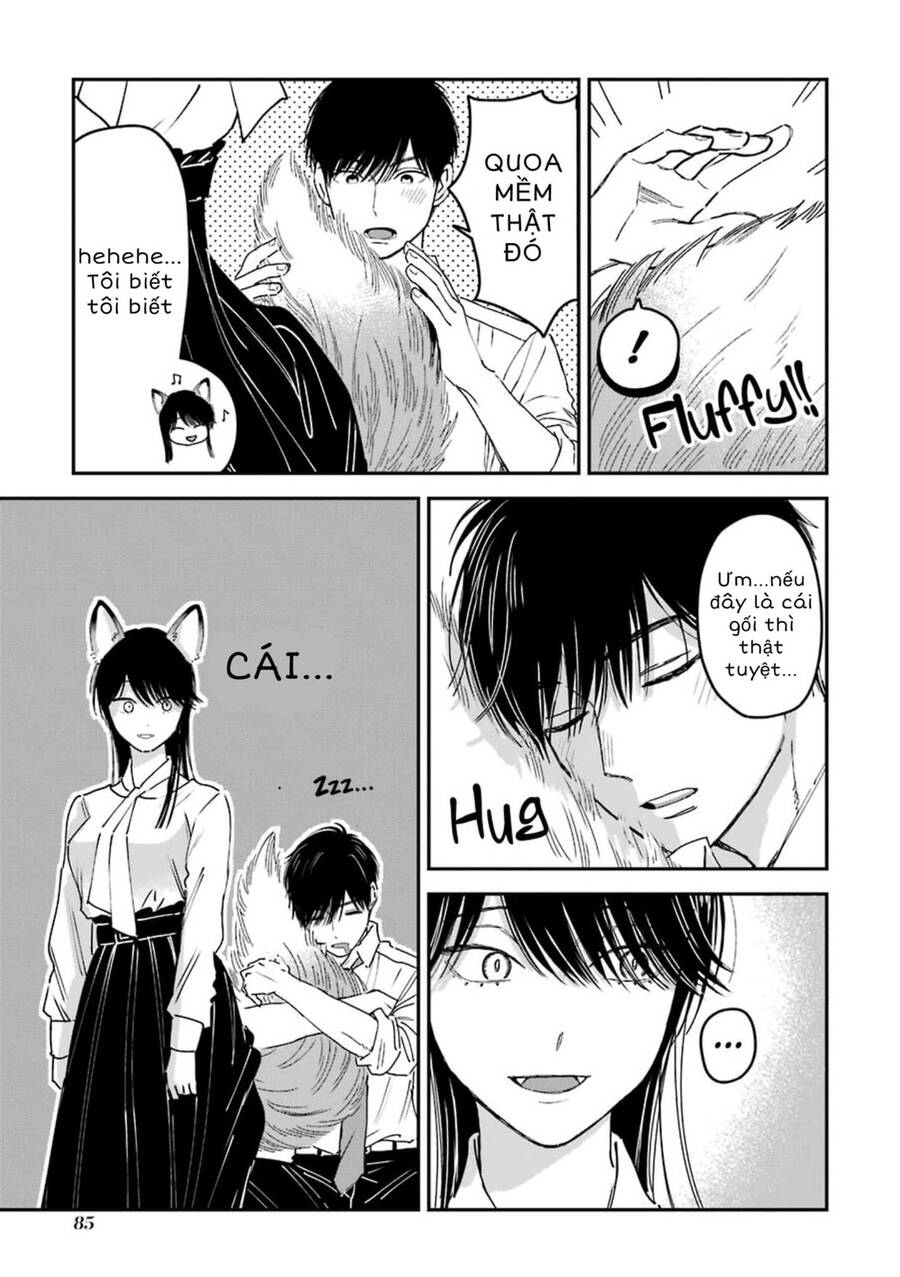 !
Fluffy!!
QUOA
MỀM
THẬT
ĐÓ
hehehe...
Tôi biết
tôi biết
Ưm...nếu
đây là cái
gối thì
thật
tuyệt...
Hug
...
CÁI...
Zzz...
85